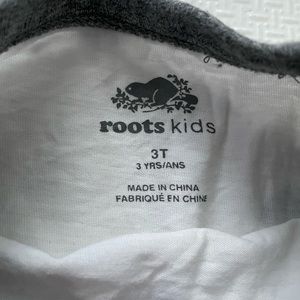 roots kids
3T
3 YRS/ANS
MADE IN CHINA
FABRIQUÉ EN CHINE